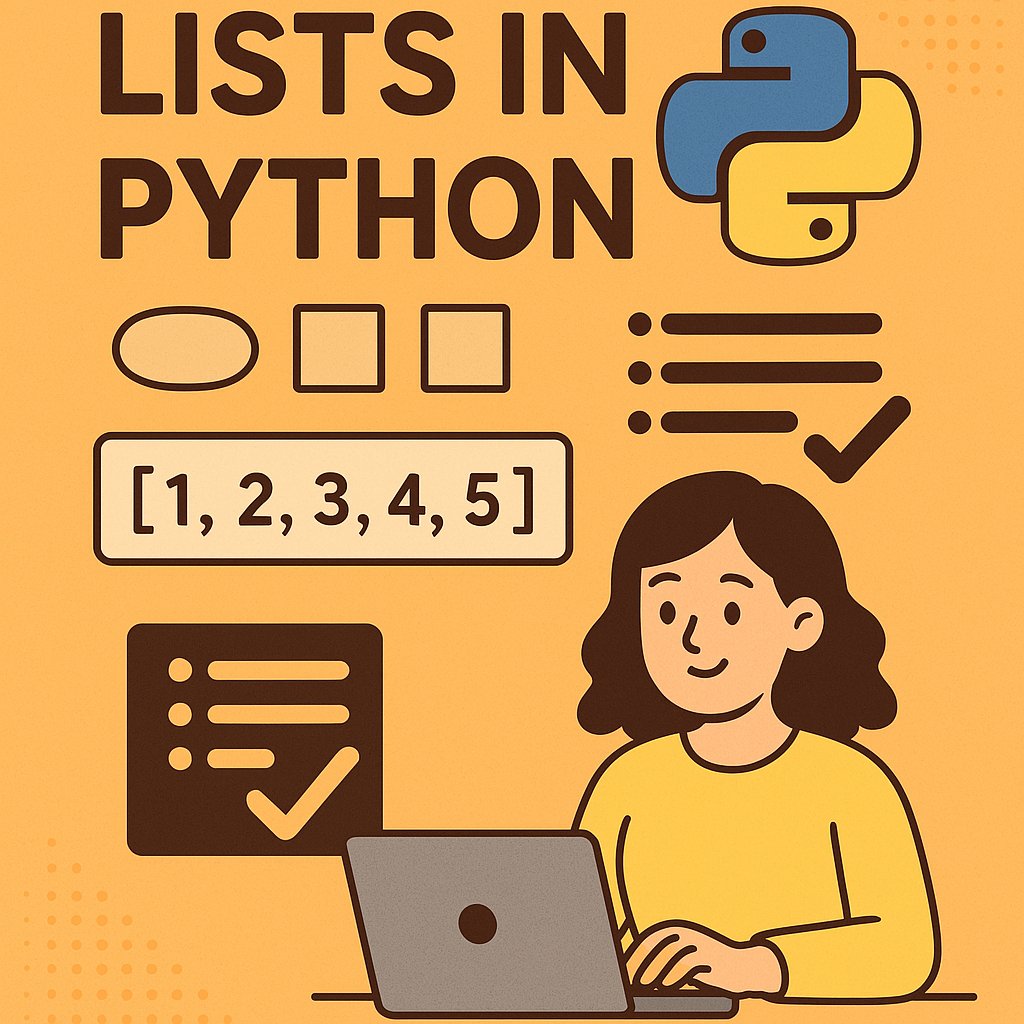 LISTS IN
PYTHON
[1, 2, 3, 4, 5]